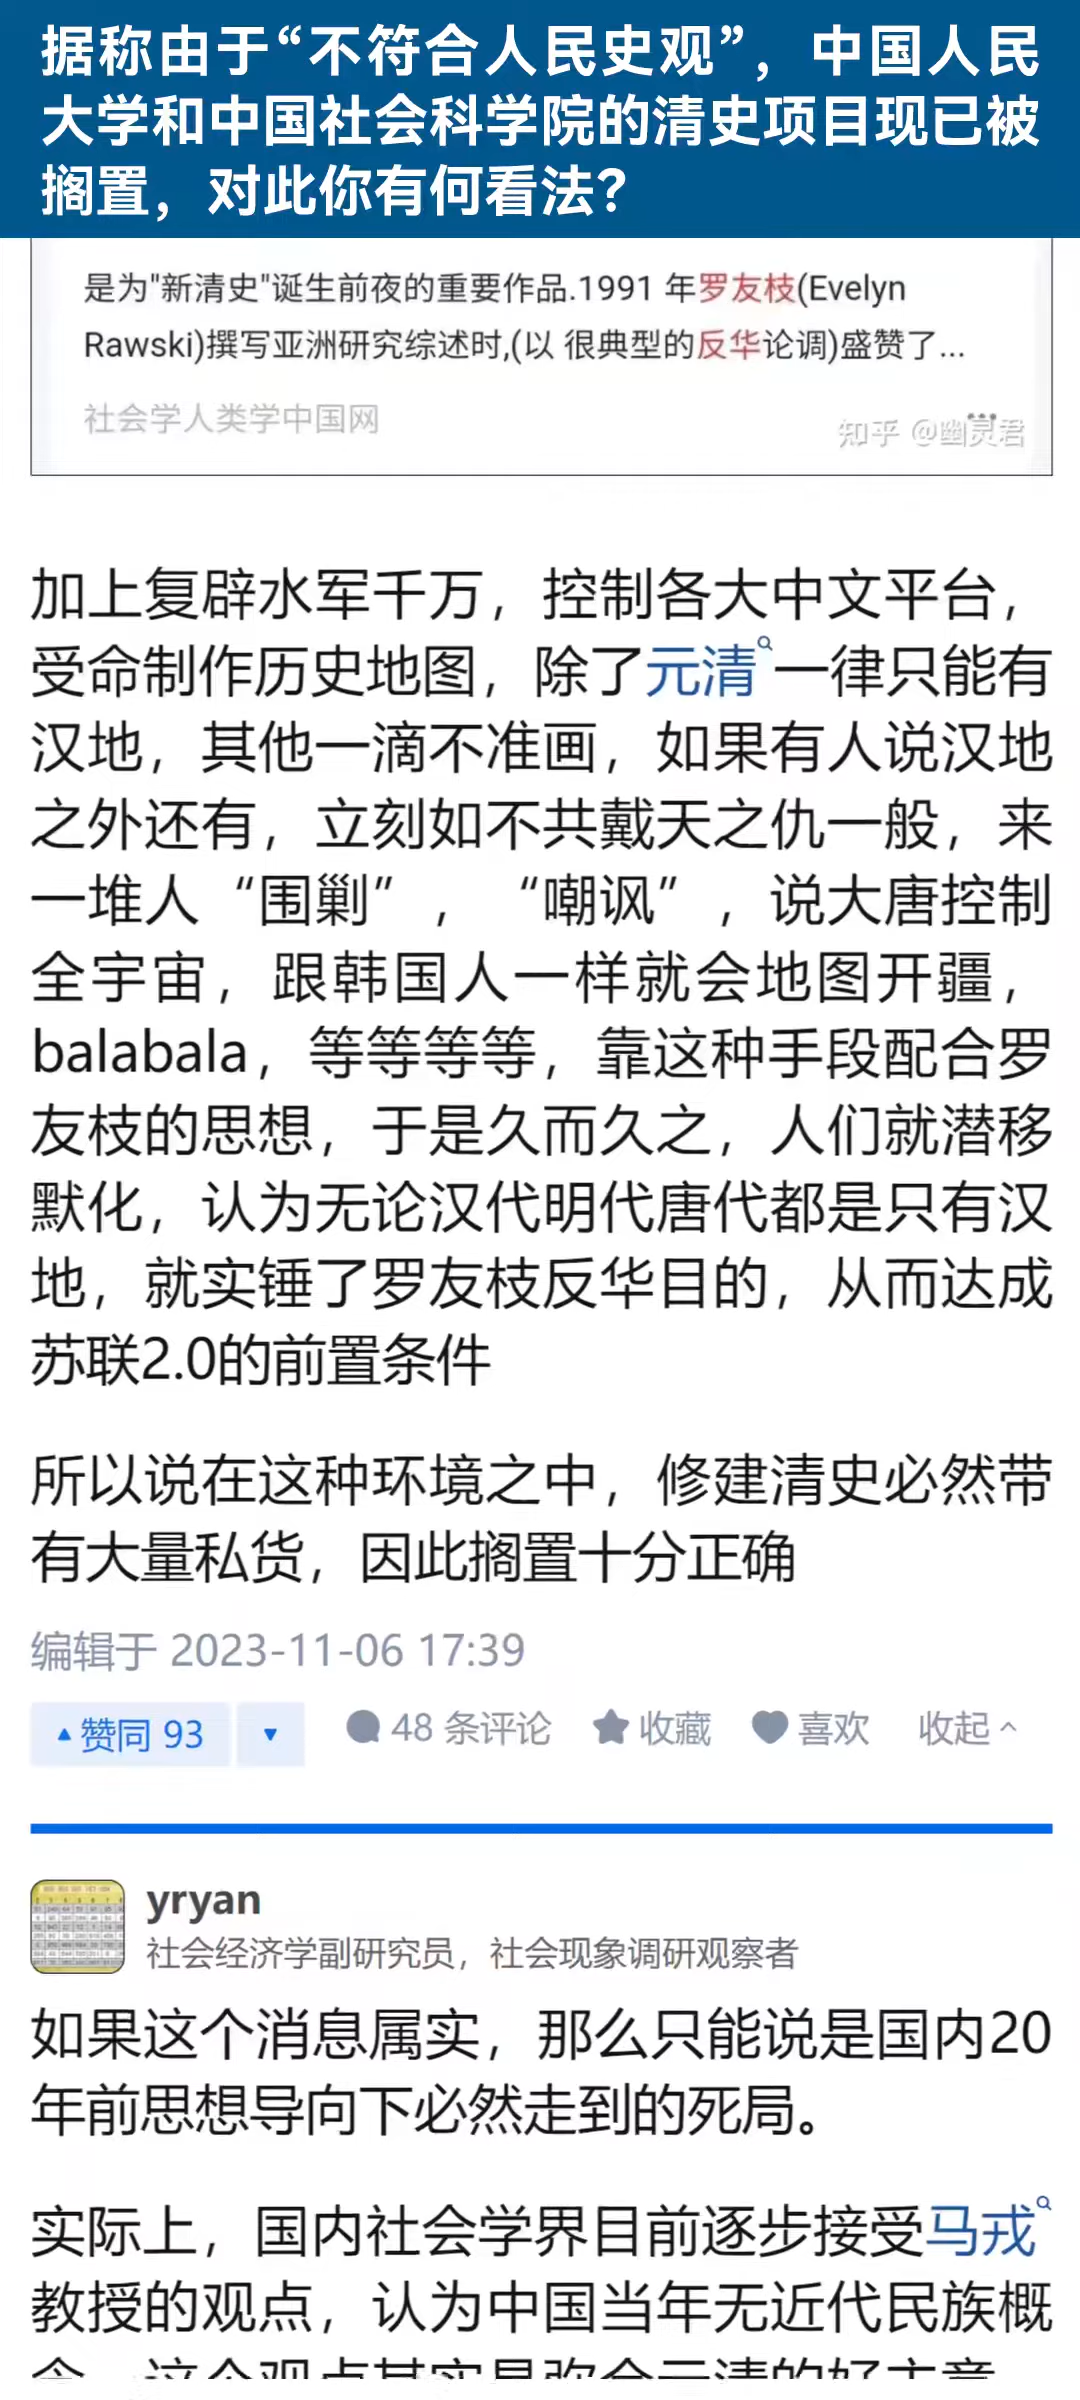 据称由于“不符合人民史观”，中国人民
大学和中国社会科学院的清史项目现已被
搁置，对此你有何看法？
是为"新清史"诞生前夜的重要作品.1991 年罗友枝(Evelyn
Rawski)撰写亚洲研究综述时,(以 很典型的反华论调)盛赞了...
社会学人类学中国网
知乎 @幽灵君
加上复辟水军千万，控制各大中文平台，
受命制作历史地图，除了元清一律只能有
汉地，其他一滴不准画，如果有人说汉地
之外还有，立刻如不共戴天之仇一般，来
一堆人“围剿”，“嘲讽”，说大唐控制
全宇宙，跟韩国人一样就会地图开疆，
balabala，等等等等，靠这种手段配合罗
友枝的思想，于是久而久之，人们就潜移
默化，认为无论汉代明代唐代都是只有汉
地，就实锤了罗友枝反华目的，从而达成
苏联2.0的前置条件
所以说在这种环境之中，修建清史必然带
有大量私货，因此搁置十分正确
编辑于 2023-11-06 17:39
赞同 93 48 条评论 收藏 喜欢 收起
yryan
社会经济学副研究员，社会现象调研观察者
如果这个消息属实，那么只能说是国内20
年前思想导向下必然走到的死局。
实际上，国内社会学界目前逐步接受马戎
教授的观点，认为中国当年无近代民族概